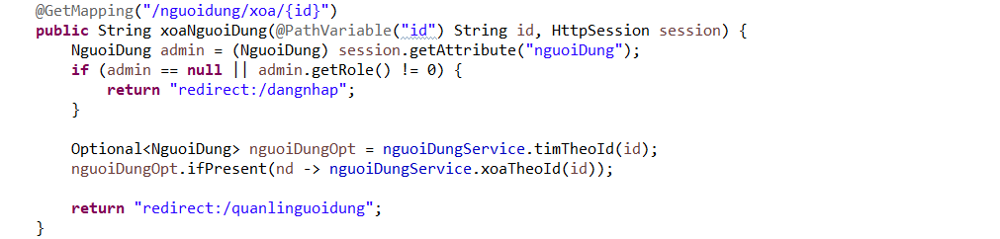 @GetMapping("/nguoidung/xoa/{id}")
public String xoaNguoiDung(@PathVariable("id") String id, HttpSession session) {
    NguoiDung admin = (NguoiDung) session.getAttribute("nguoiDung");
    if (admin == null || admin.getRole() != 0) {
        return "redirect:/dangnhap";
    }

    Optional<NguoiDung> nguoiDungOpt = nguoiDungService.timTheoId(id);
    nguoiDungOpt.ifPresent(nd -> nguoiDungService.xoaTheoId(id));

    return "redirect:/quanlinguoidung";
}